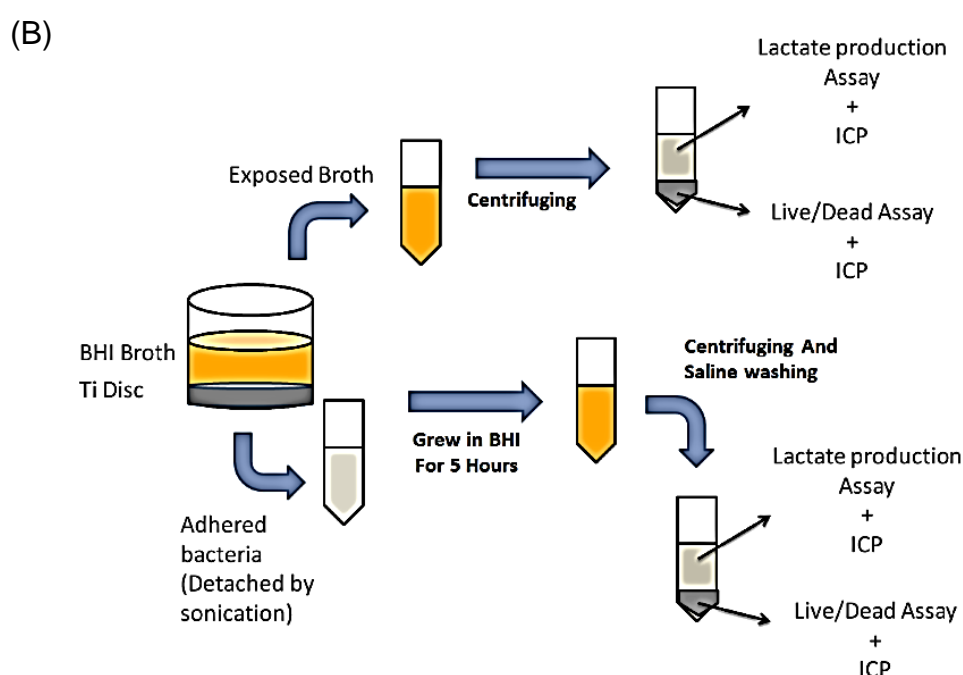 (B)
Lactate production
Assay
+
ICP
Exposed Broth
Centrifuging
Live/Dead Assay
+
ICP
BHI Broth
Ti Disc
Centrifuging And
Saline washing
Grew in BHI
For 5 Hours
Adhered
bacteria
(Detached by
sonication)
Lactate production
Assay
+
ICP
Live/Dead Assay
+
ICP